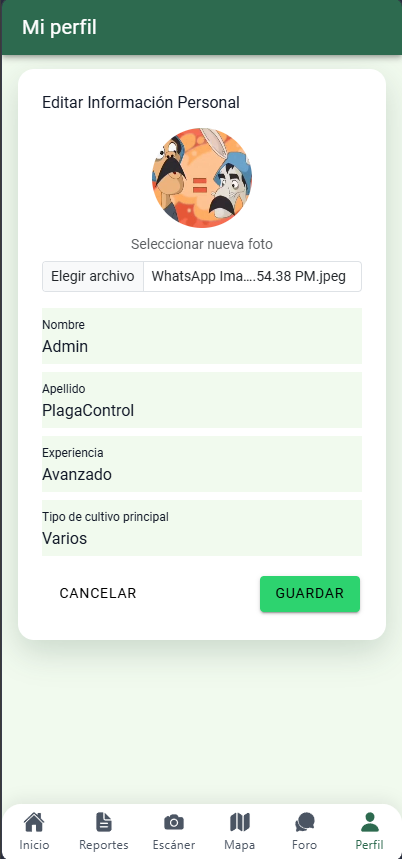 Mi perfil
Editar Información Personal
=
Seleccionar nueva foto
Elegir archivo WhatsApp Ima....54.38 PM.jpeg
Nombre
Admin
Apellido
PlagaControl
Experiencia
Avanzado
Tipo de cultivo principal
Varios
CANCELAR GUARDAR
Inicio Reportes Escáner Mapa Foro Perfil